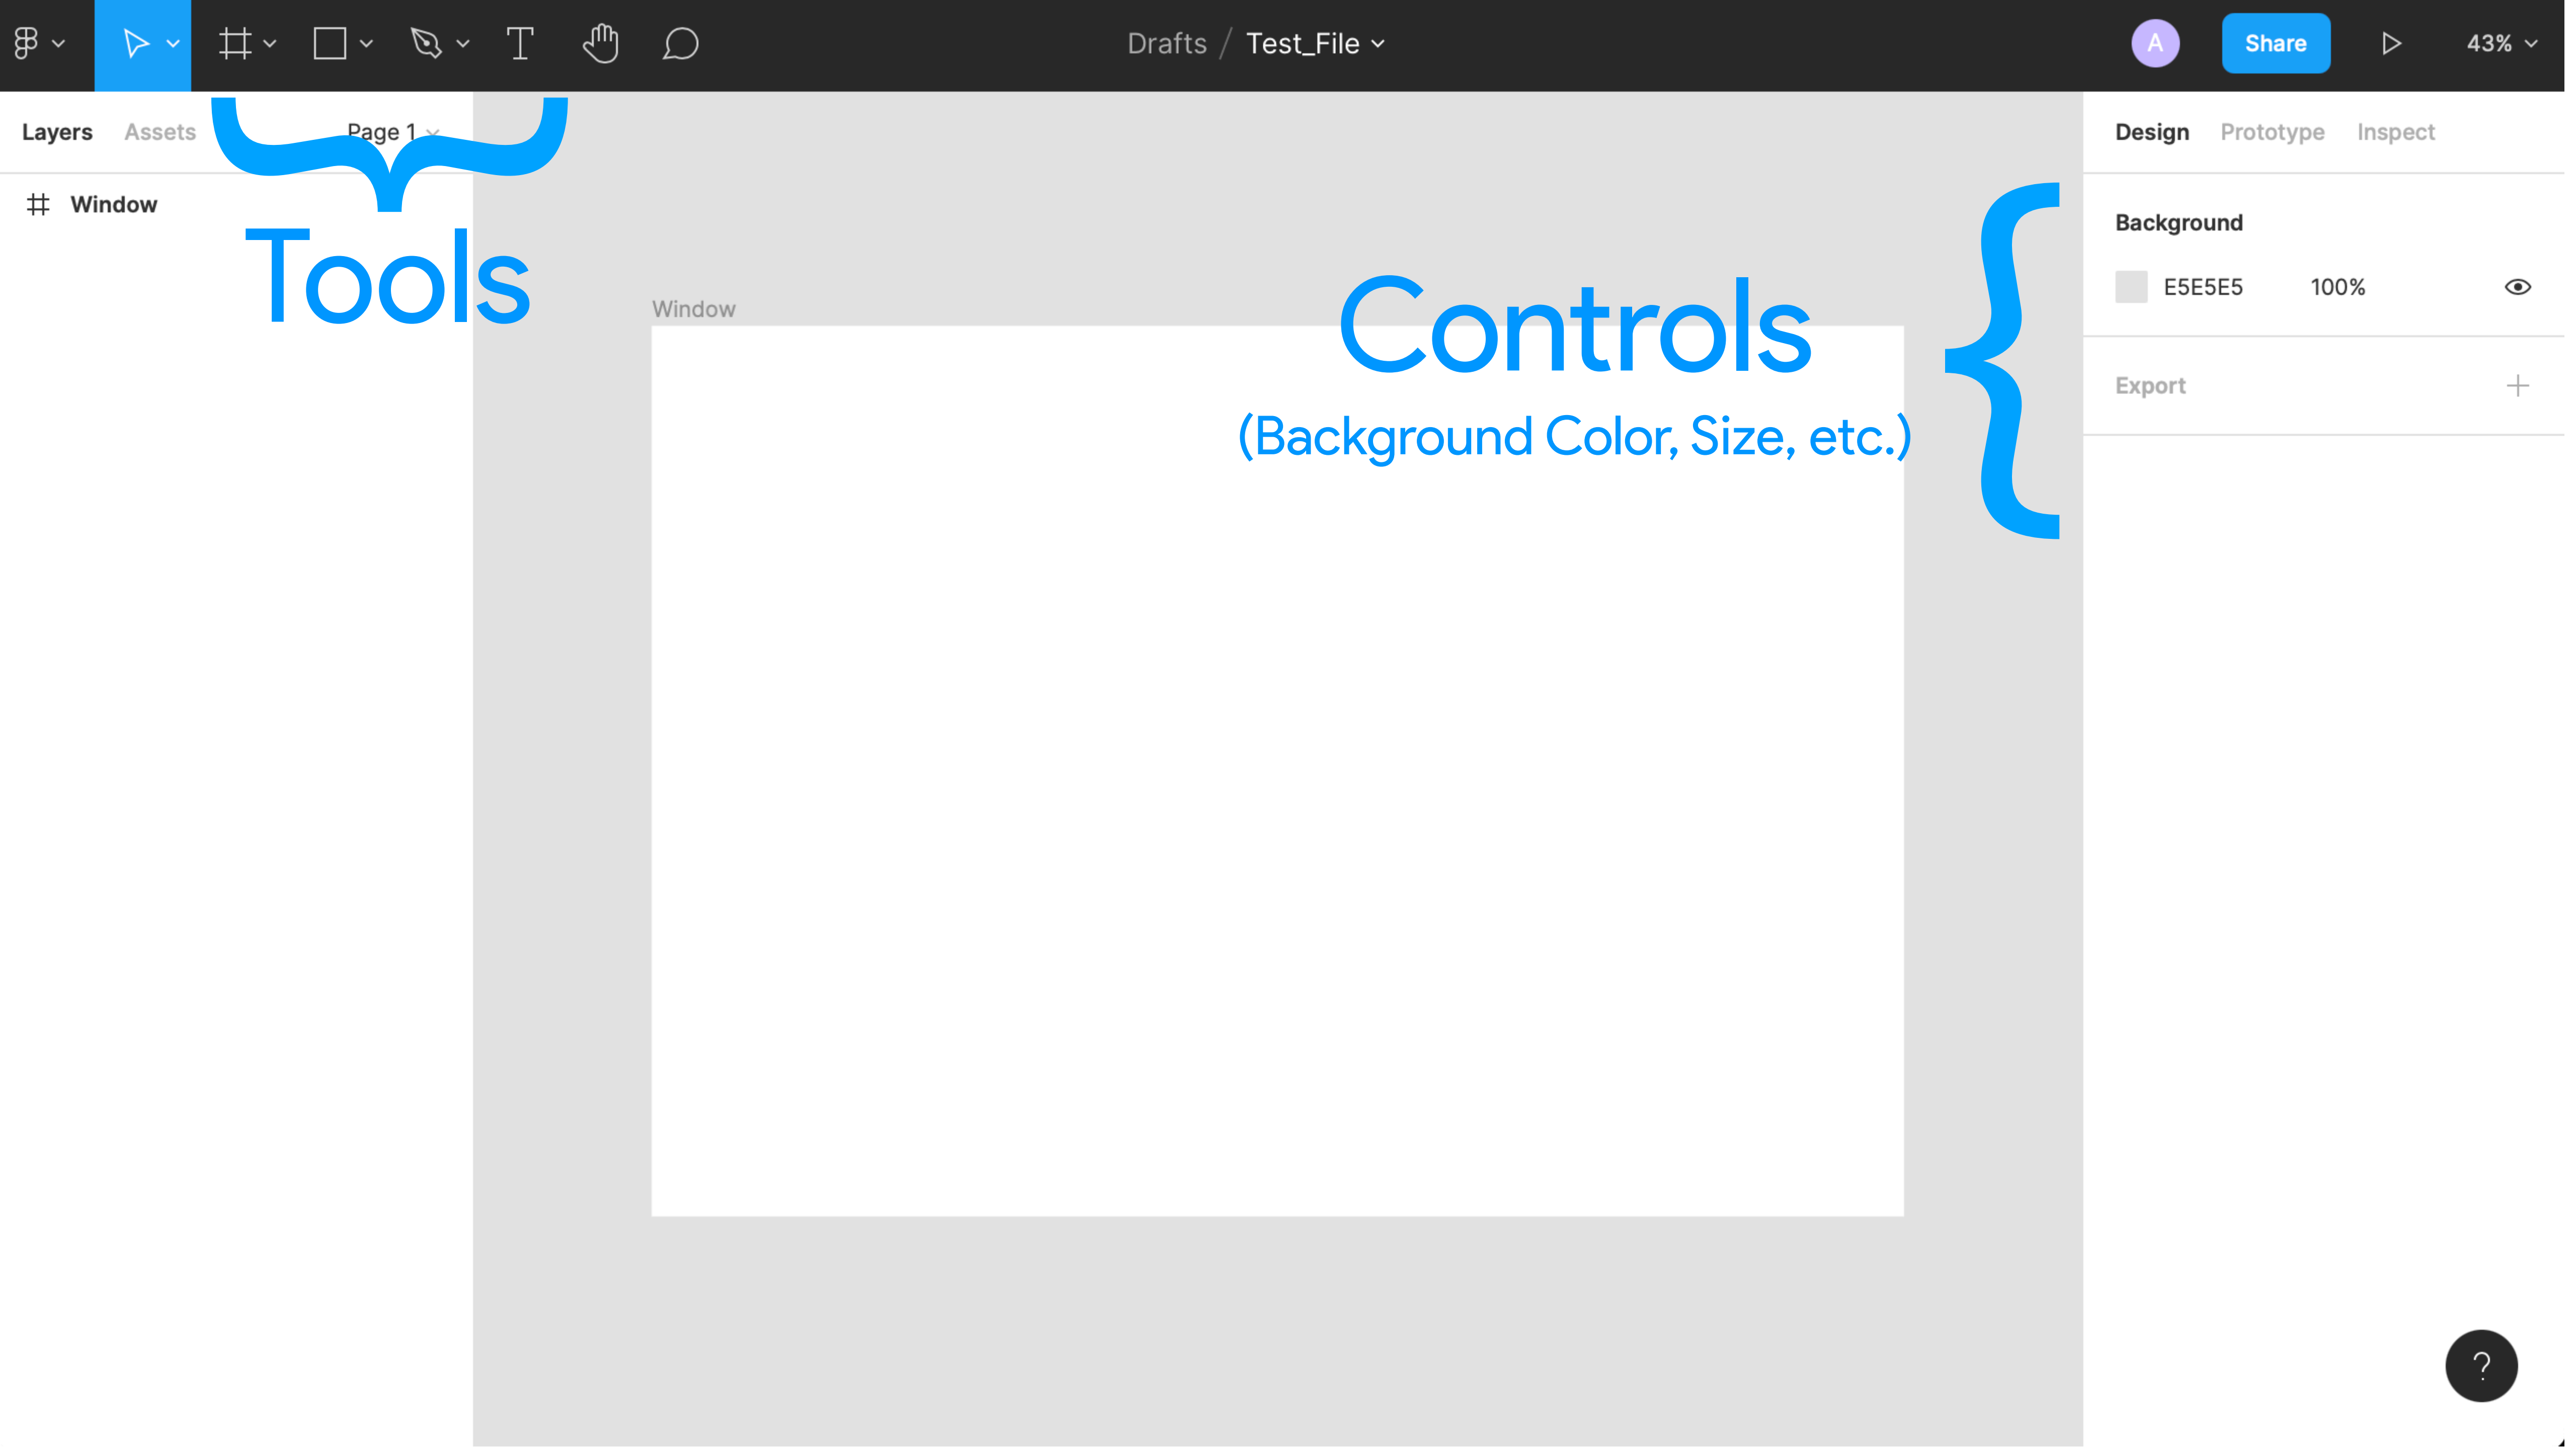 Drafts / Test_File
A
Share
43%
Layers Assets Page 1
Window
Tools
Window
Controls
(Background Color, Size, etc.)
Design Prototype Inspect
Background
E5E5E5 100%
Export
?